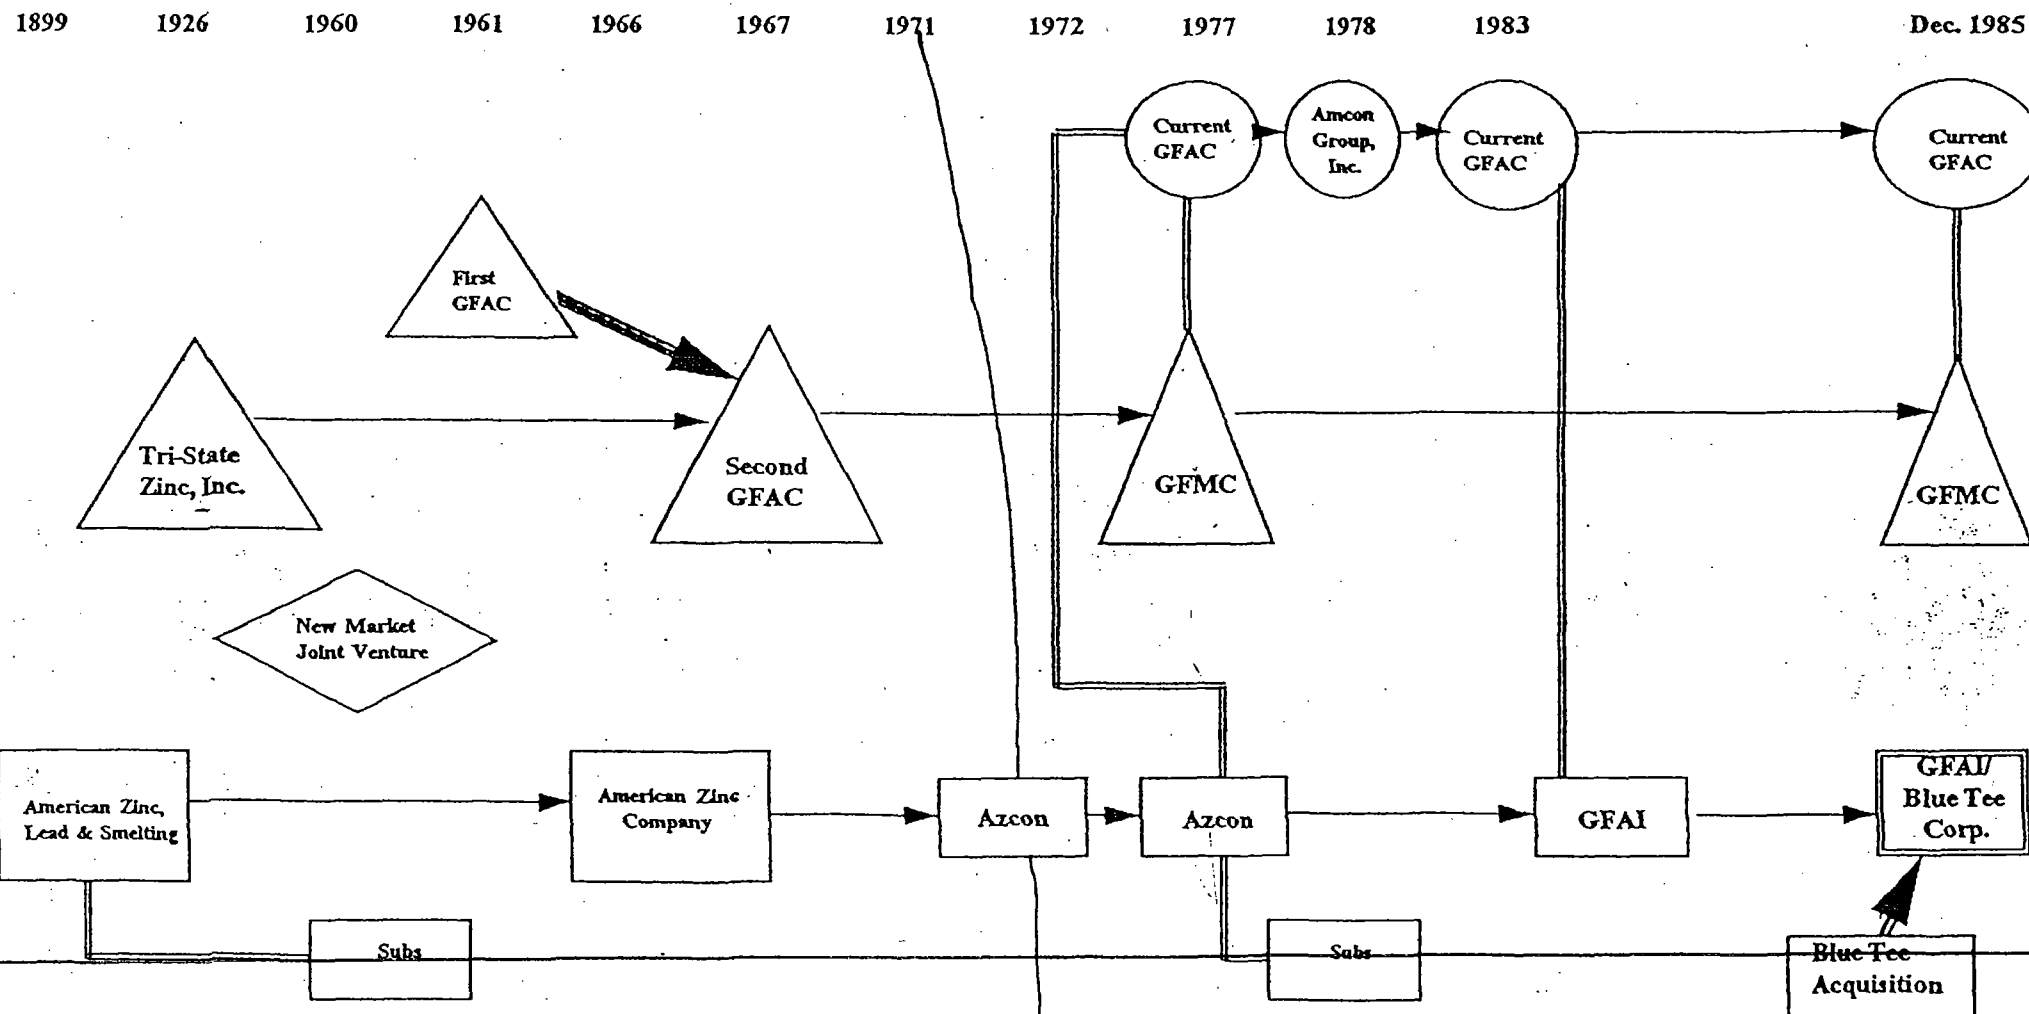 1899 1926 1960 1961 1966 1967 1971 1972 1977 1978 1983 Dec. 1985
Current
GFAC
Amcon
Group,
Inc.
Current
GFAC
Current
GFAC
First
GFAC
Tri-State
Zinc, Inc.
Second
GFAC
GFMC
GFMC
New Market
Joint Venture
American Zinc,
Lead & Smelting
American Zinc
Company
Azcon
Azcon
GFAI
GFAI/
Blue Tee
Corp.
Subs
Subs
Blue Tee
Acquisition